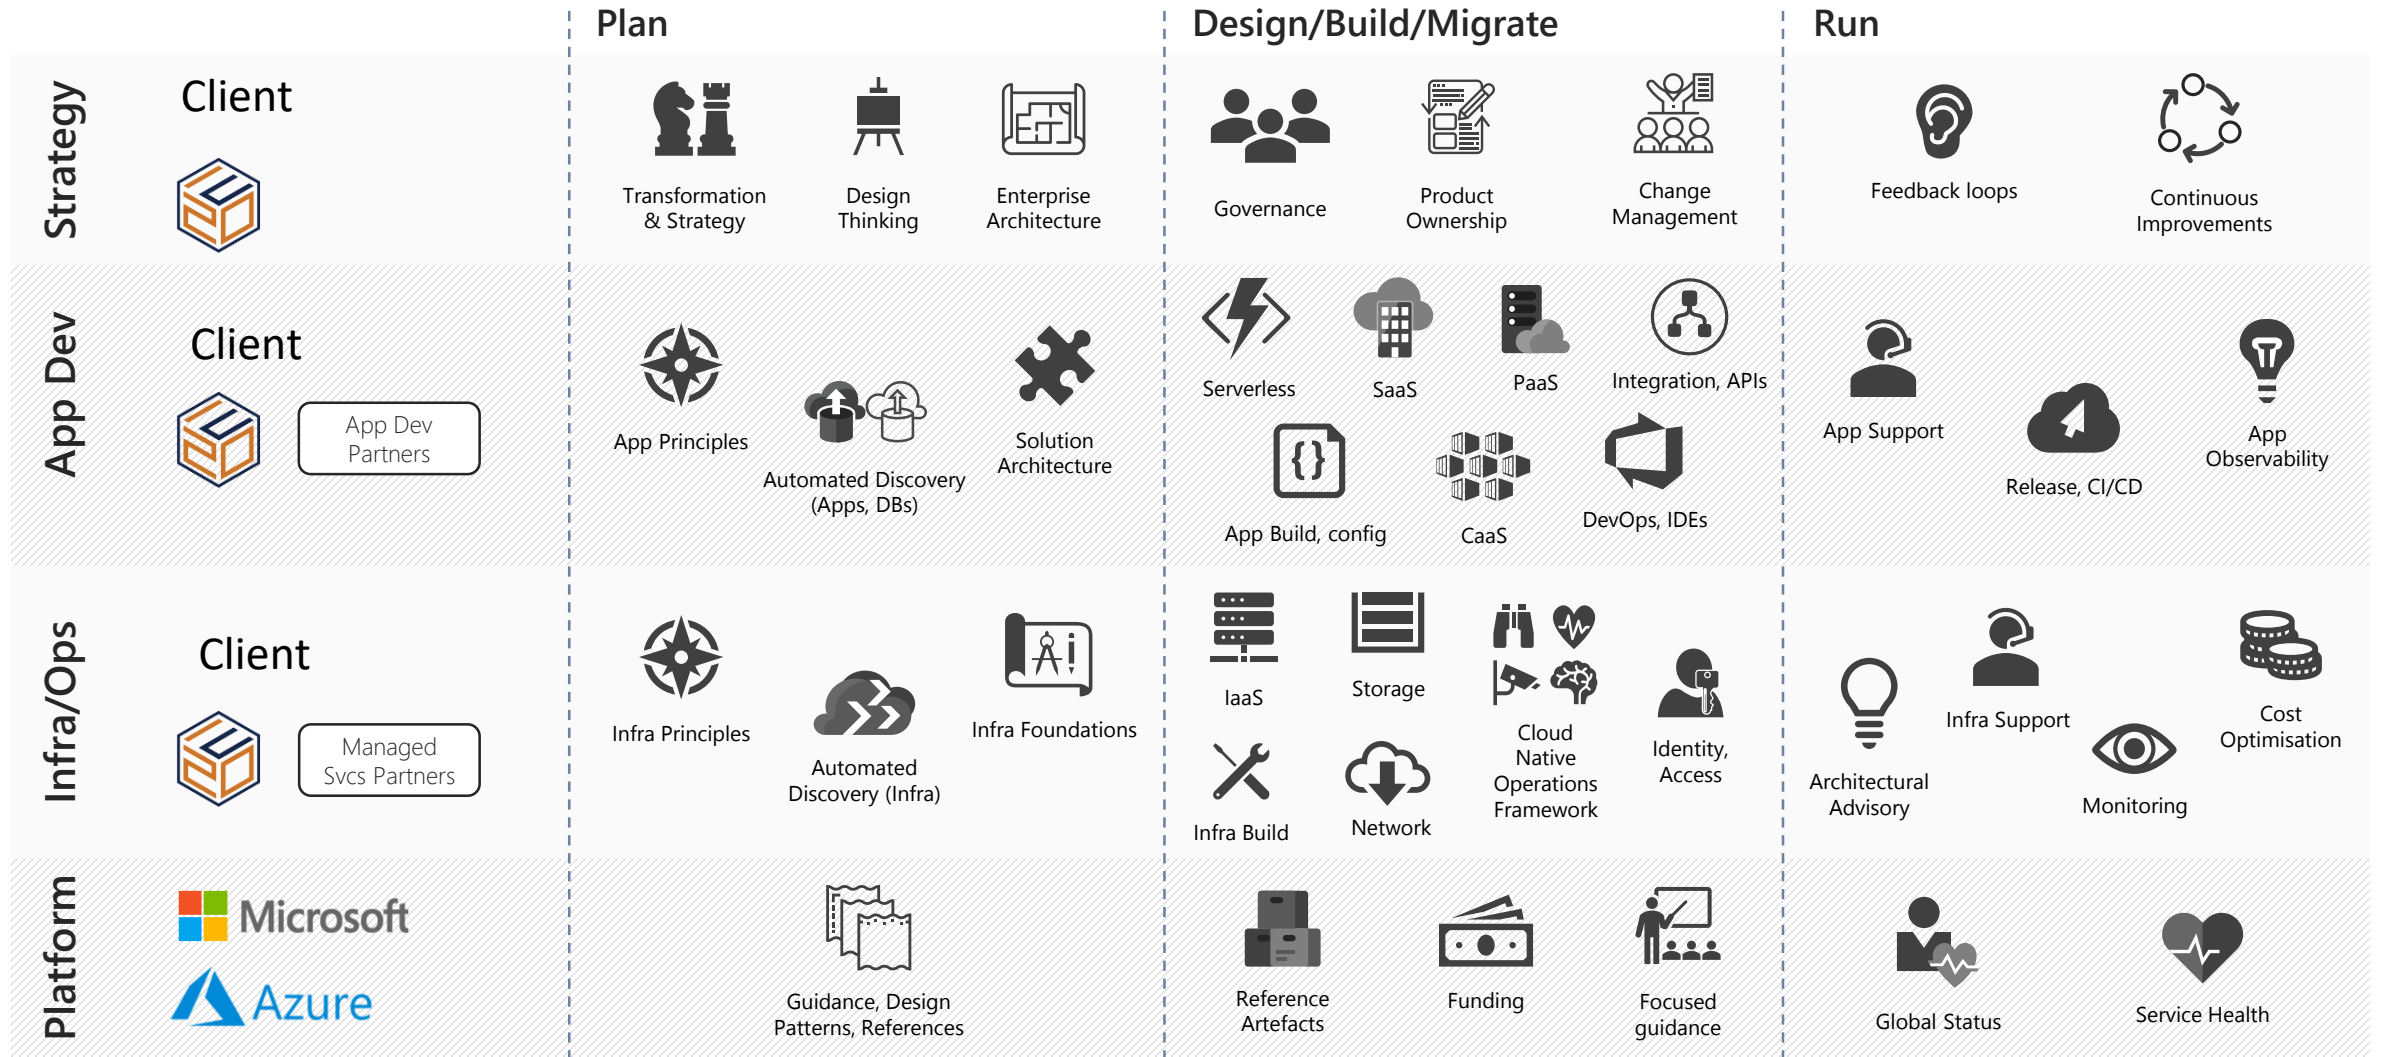 Plan
Design/Build/Migrate
Run
Strategy
Client
Transformation
& Strategy
Design
Thinking
Enterprise
Architecture
Governance
Product
Ownership
Change
Management
Feedback loops
Continuous
Improvements
App Dev
Client
App Dev
Partners
App Principles
Automated Discovery
(Apps, DBs)
Solution
Architecture
Serverless
SaaS
PaaS
Integration, APIs
App Build, config
CaaS
DevOps, IDEs
App Support
Release, CI/CD
App
Observability
Infra/Ops
Client
Managed
Svcs Partners
Infra Principles
Automated
Discovery (Infra)
Infra Foundations
IaaS
Storage
Cloud
Native
Operations
Framework
Identity,
Access
Infra Build
Network
Architectural
Advisory
Infra Support
Monitoring
Cost
Optimisation
Platform
Microsoft
Azure
Guidance, Design
Patterns, References
Reference
Artefacts
Funding
Focused
guidance
Global Status
Service Health